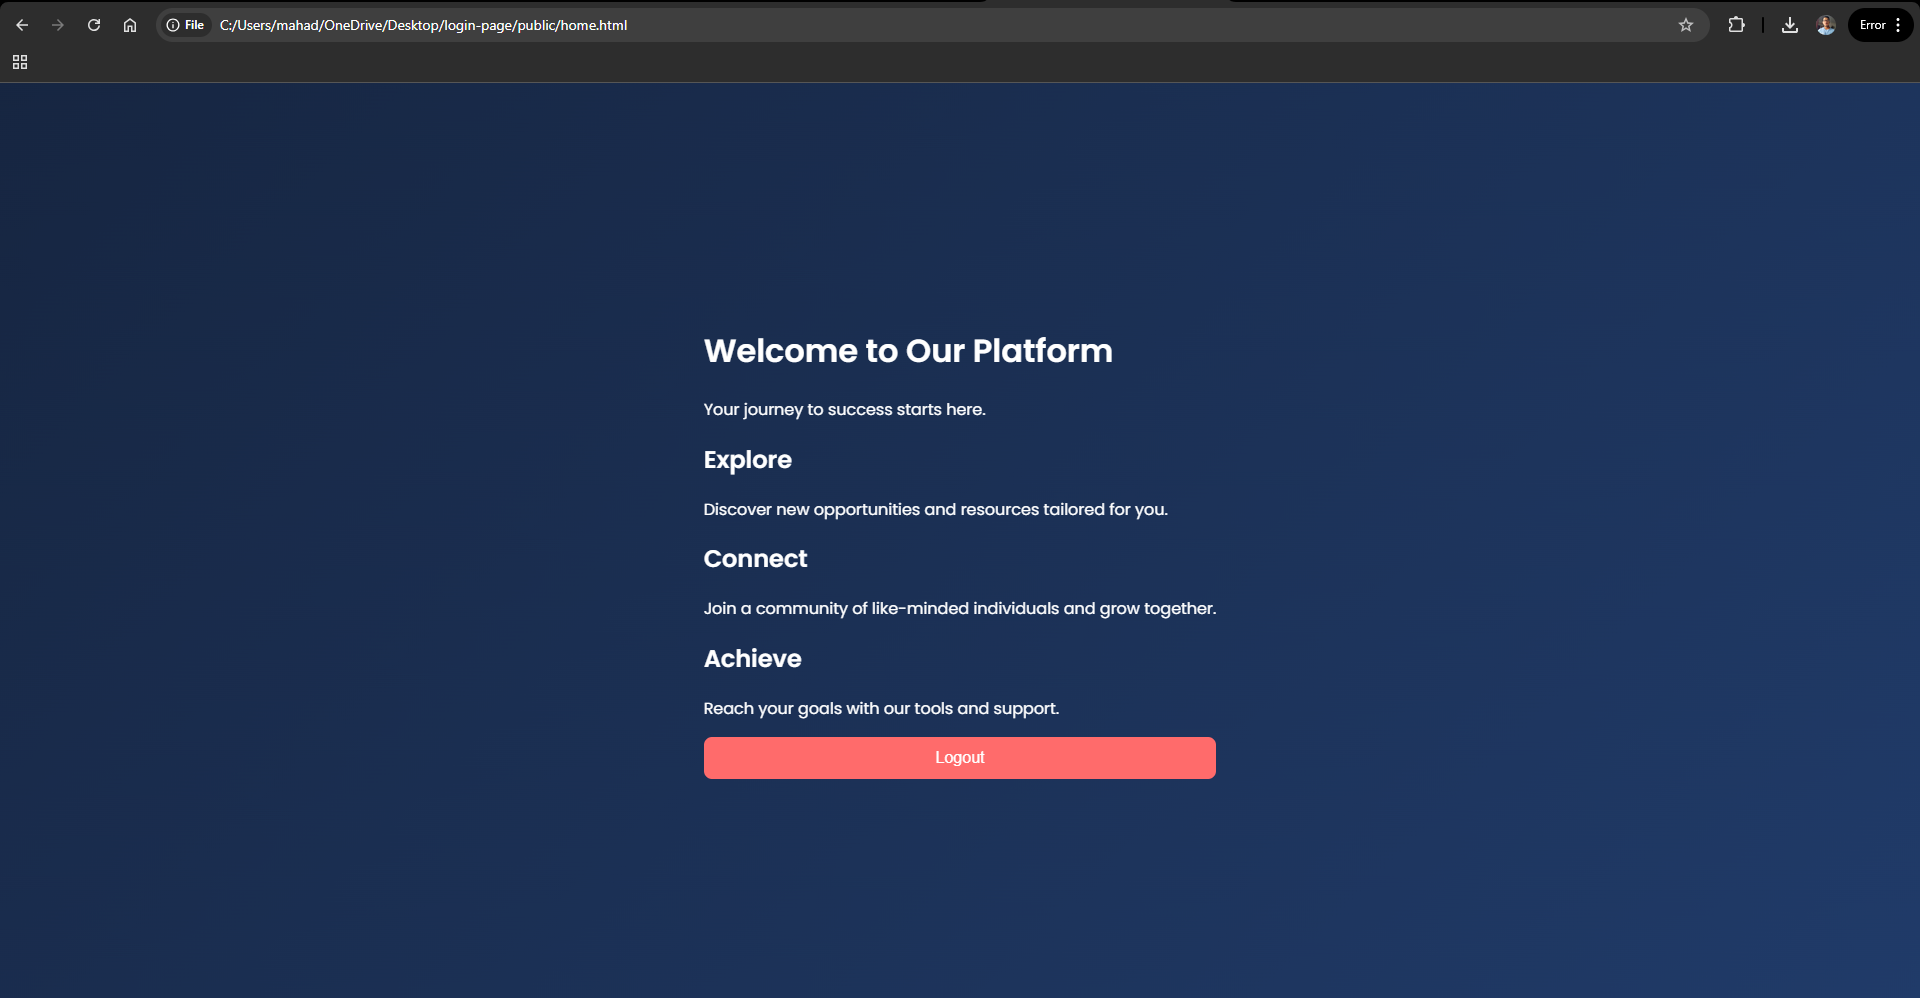 File C:/Users/mahad/OneDrive/Desktop/login-page/public/home.html Error
Welcome to Our Platform
Your journey to success starts here.
Explore
Discover new opportunities and resources tailored for you.
Connect
Join a community of like-minded individuals and grow together.
Achieve
Reach your goals with our tools and support.
Logout